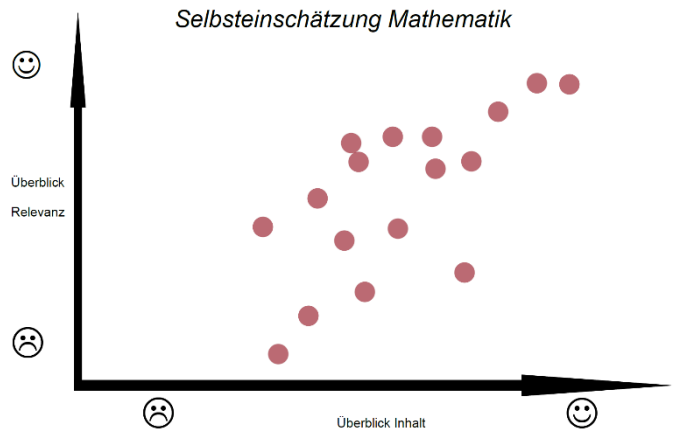 Selbsteinschätzung Mathematik
Überblick
Relevanz
Überblick Inhalt